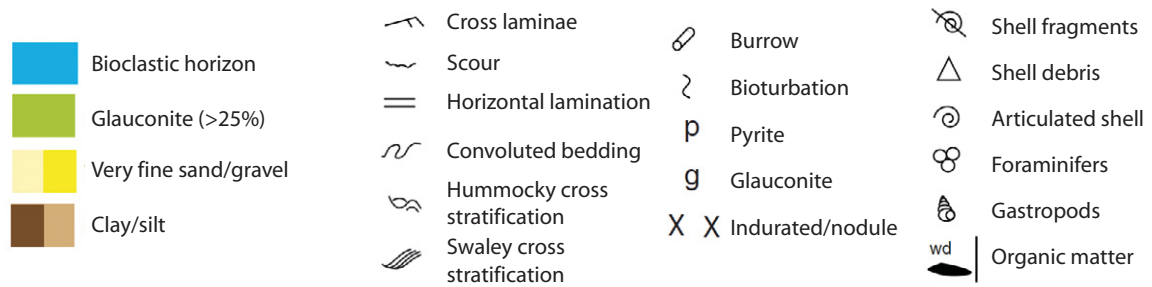 Bioclastic horizon
Glauconite (>25%)
Very fine sand/gravel
Clay/silt
Cross laminae
Scour
Horizontal lamination
Convoluted bedding
Hummocky cross
stratification
Swaley cross
stratification
Burrow
Bioturbation
p Pyrite
g Glauconite
X X Indurated/nodule
Shell fragments
Shell debris
Articulated shell
Foraminifers
Gastropods
wd
Organic matter